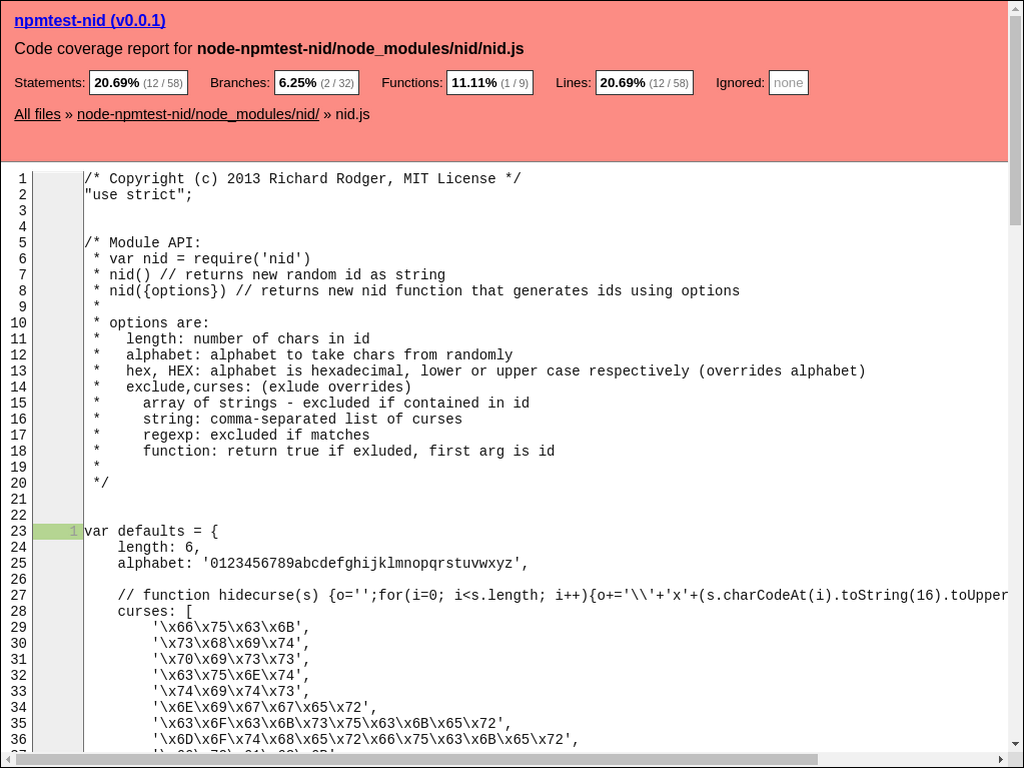 npmtest-nid (v0.0.1)
Code coverage report for node-npmtest-nid/node_modules/nid/nid.js
Statements: 20.69% (12 / 58) Branches: 6.25% (2 / 32) Functions: 11.11% (1 / 9) Lines: 20.69% (12 / 58) Ignored: none
All files » node-npmtest-nid/node_modules/nid/ » nid.js
1 /* Copyright (c) 2013 Richard Rodger, MIT License */
2 "use strict";
3
4
5 /* Module API:
6  * var nid = require('nid')
7  * nid() // returns new random id as string
8  * nid({options}) // returns new nid function that generates ids using options
9  *
10  * options are:
11  *   length: number of chars in id
12  *   alphabet: alphabet to take chars from randomly
13  *   hex, HEX: alphabet is hexadecimal, lower or upper case respectively (overrides alphabet)
14  *   exclude,curses: (exlude overrides)
15  *     array of strings - excluded if contained in id
16  *     string: comma-separated list of curses
17  *     regexp: excluded if matches
18  *     function: return true if exluded, first arg is id
19  *
20  */
21
22
23 1 var defaults = {
24     length: 6,
25     alphabet: '0123456789abcdefghijklmnopqrstuvwxyz',
26
27     // function hidecurse(s) {o='';for(i=0; i<s.length; i++){o+='\\'+'x'+(s.charCodeAt(i).toString(16).toUpper
28     curses: [
29         '\x66\x75\x63\x6B',
30         '\x73\x68\x69\x74',
31         '\x70\x69\x73\x73',
32         '\x63\x75\x6E\x74',
33         '\x74\x69\x74\x73',
34         '\x6E\x69\x67\x67\x65\x72',
35         '\x63\x6F\x63\x6B\x73\x75\x63\x6B\x65\x72',
36         '\x6D\x6F\x74\x68\x65\x72\x66\x75\x63\x6B\x65\x72',